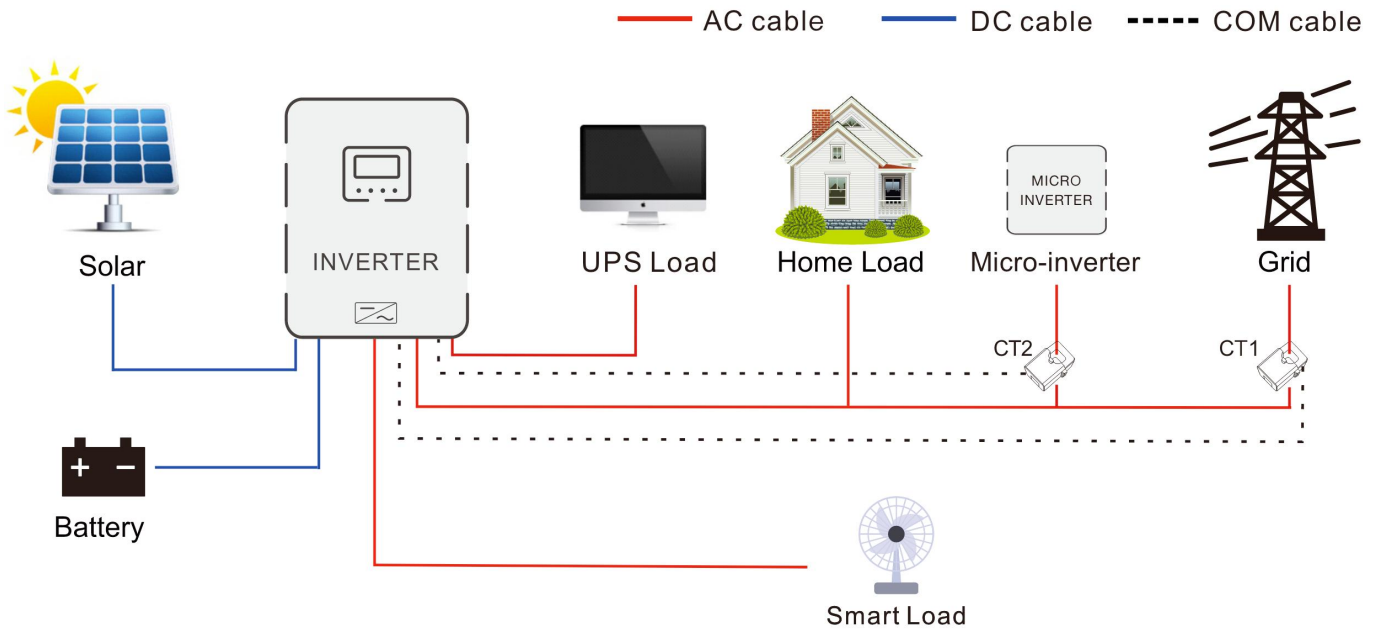 AC cable
DC cable
COM cable
MICRO
INVERTER
INVERTER
Solar
UPS Load
Home Load
Micro-inverter
Grid
CT2
CT1
+ −
Battery
Smart Load